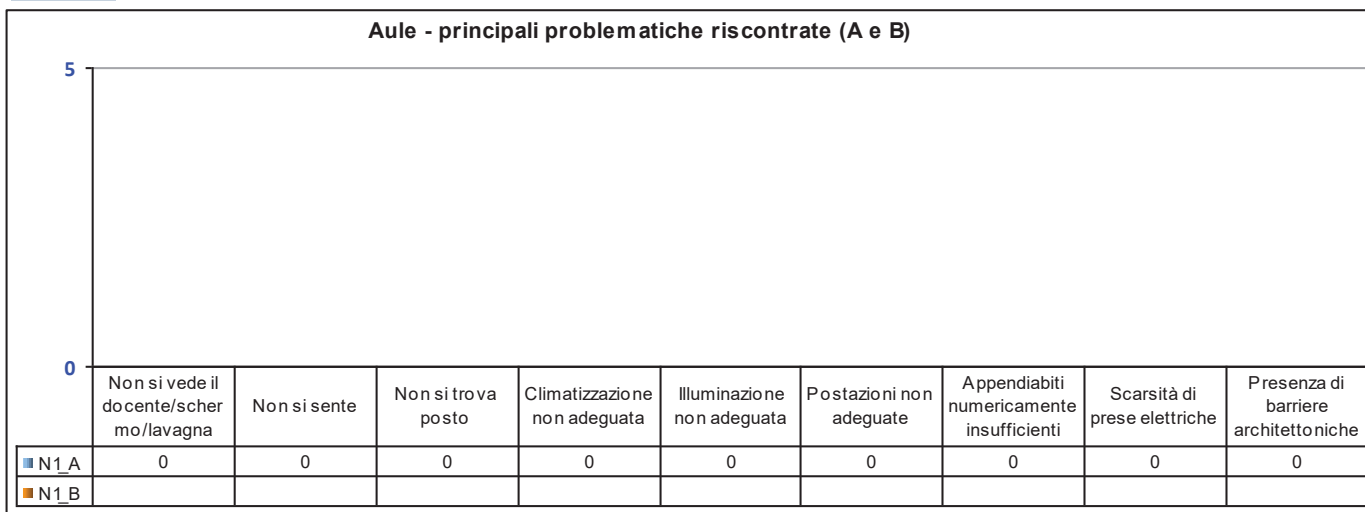 Aule - principali problematiche riscontrate (A e B)
5
0
Non si vede il docente/schermo/lavagna
Non si sente
Non si trova posto
Climatizzazione non adeguata
Illuminazione non adeguata
Postazioni non adeguate
Appendiabiti numericamente insufficienti
Scarsità di prese elettriche
Presenza di barriere architettoniche
N1_A 0 0 0 0 0 0 0 0 0
N1_B